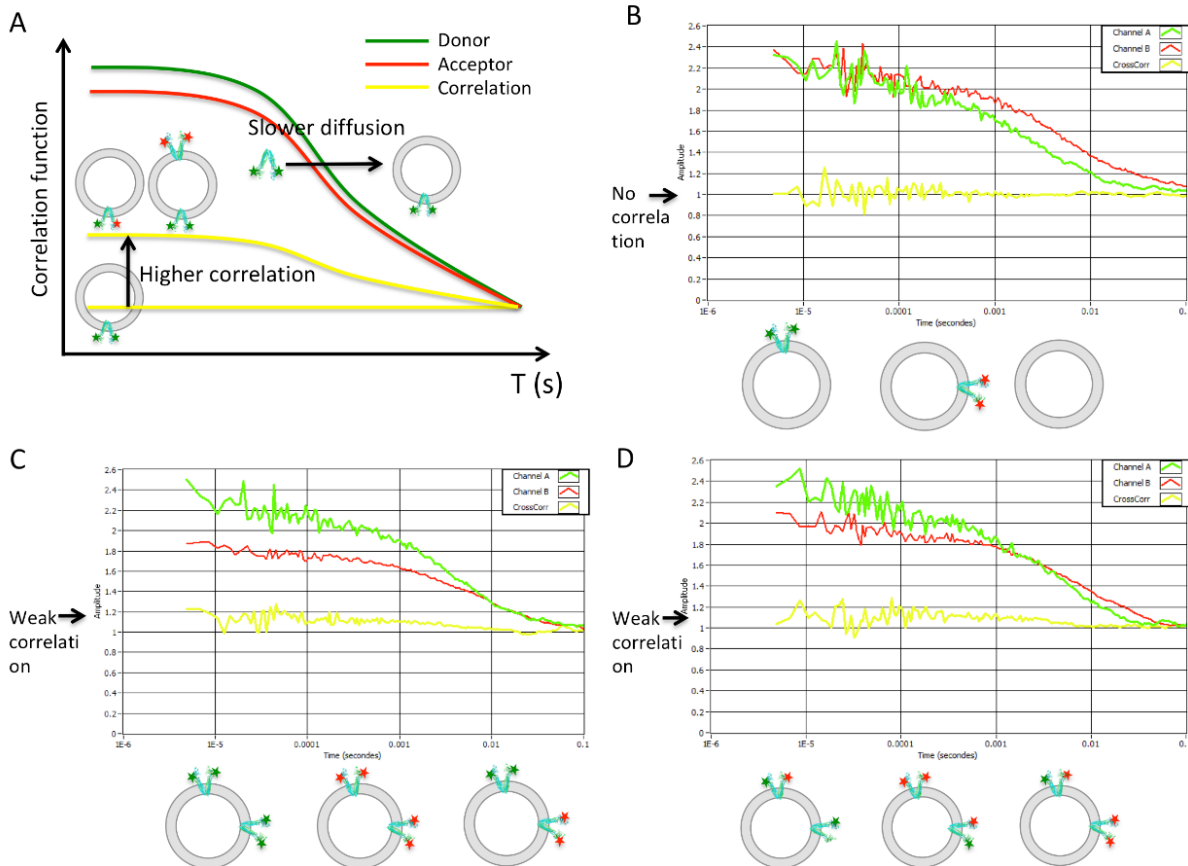 A
Donor
Acceptor
Correlation
Slower diffusion
Higher correlation
Correlation function
T (s)
B
Channel A
Channel B
CrossCorr
2.6
2.4
2.2
2
1.8
1.6
1.4
1.2
1
0.8
0.6
0.4
0.2
0
Amplitude
No
correla
tion
1E-6
1E-5
0.0001
0.001
0.01
0.1
Time (secondes)
C
Channel A
Channel B
CrossCorr
2.6
2.4
2.2
2
1.8
1.6
1.4
1.2
1
0.8
0.6
0.4
0.2
0
Amplitude
Weak
correlati
on
1E-6
1E-5
0.0001
0.001
0.01
0.1
Time (secondes)
D
Channel A
Channel B
CrossCorr
2.6
2.4
2.2
2
1.8
1.6
1.4
1.2
1
0.8
0.6
0.4
0.2
0
Amplitude
Weak
correlati
on
1E-6
1E-5
0.0001
0.001
0.01
0.1
Time (secondes)